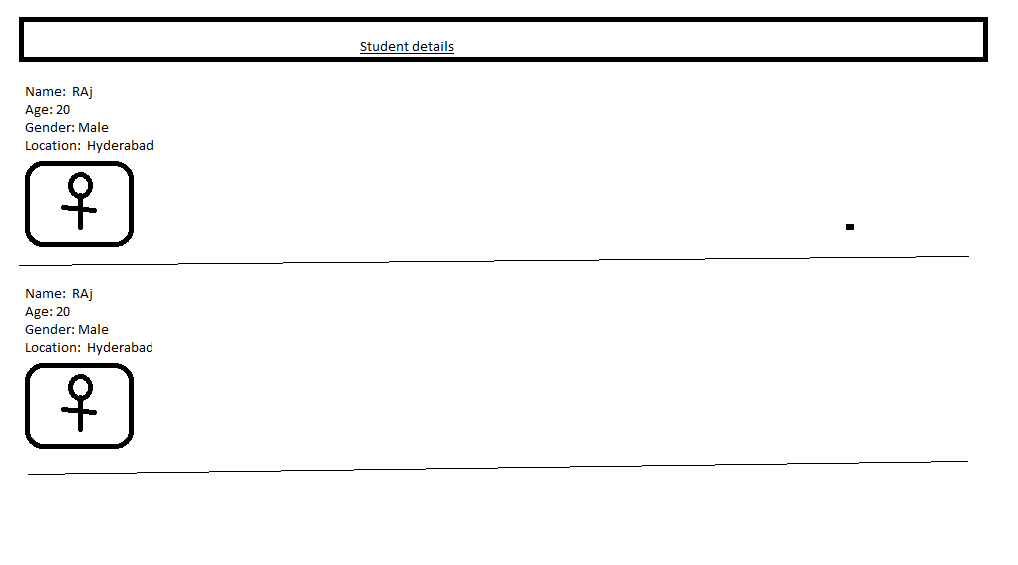 Student details
Name: RAj
Age: 20
Gender: Male
Location: Hyderabad
Name: RAj
Age: 20
Gender: Male
Location: Hyderabad